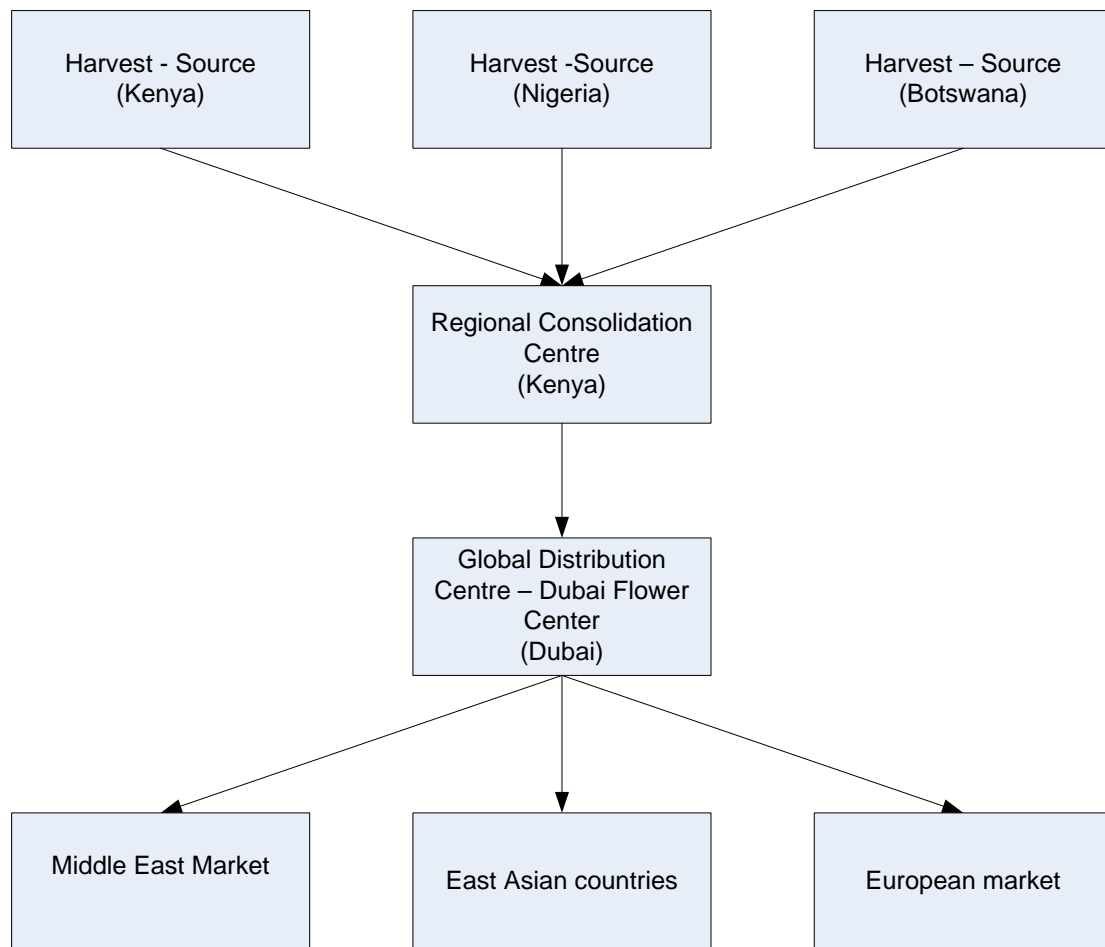 Harvest - Source
(Kenya)
Harvest -Source
(Nigeria)
Harvest – Source
(Botswana)
Regional Consolidation
Centre
(Kenya)
Global Distribution
Centre – Dubai Flower
Center
(Dubai)
Middle East Market
East Asian countries
European market